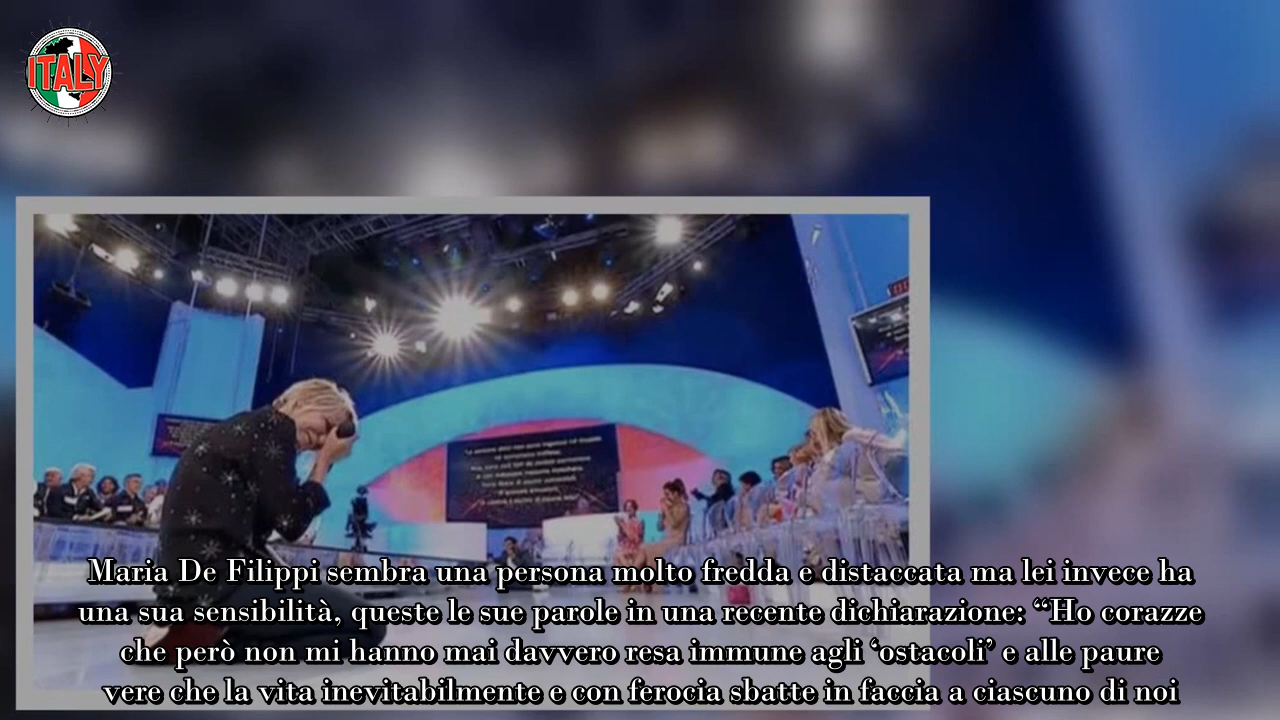 ITALY
Maria De Filippi sembra una persona molto fredda e distaccata ma lei invece ha
una sua sensibilità, queste le sue parole in una recente dichiarazione: “Ho corazze
che però non mi hanno mai davvero resa immune agli ‘ostacoli’ e alle paure
vere che la vita inevitabilmente e con ferocia sbatte in faccia a ciascuno di noi